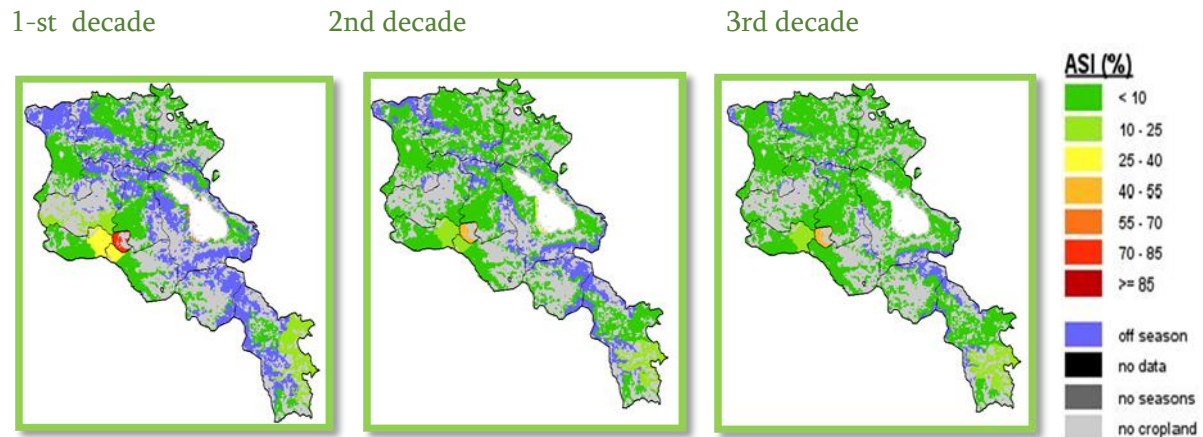 1-st decade
2nd decade
3rd decade
ASI (%)
< 10
10 - 25
25 - 40
40 - 55
55 - 70
70 - 85
>= 85
off season
no data
no seasons
no cropland